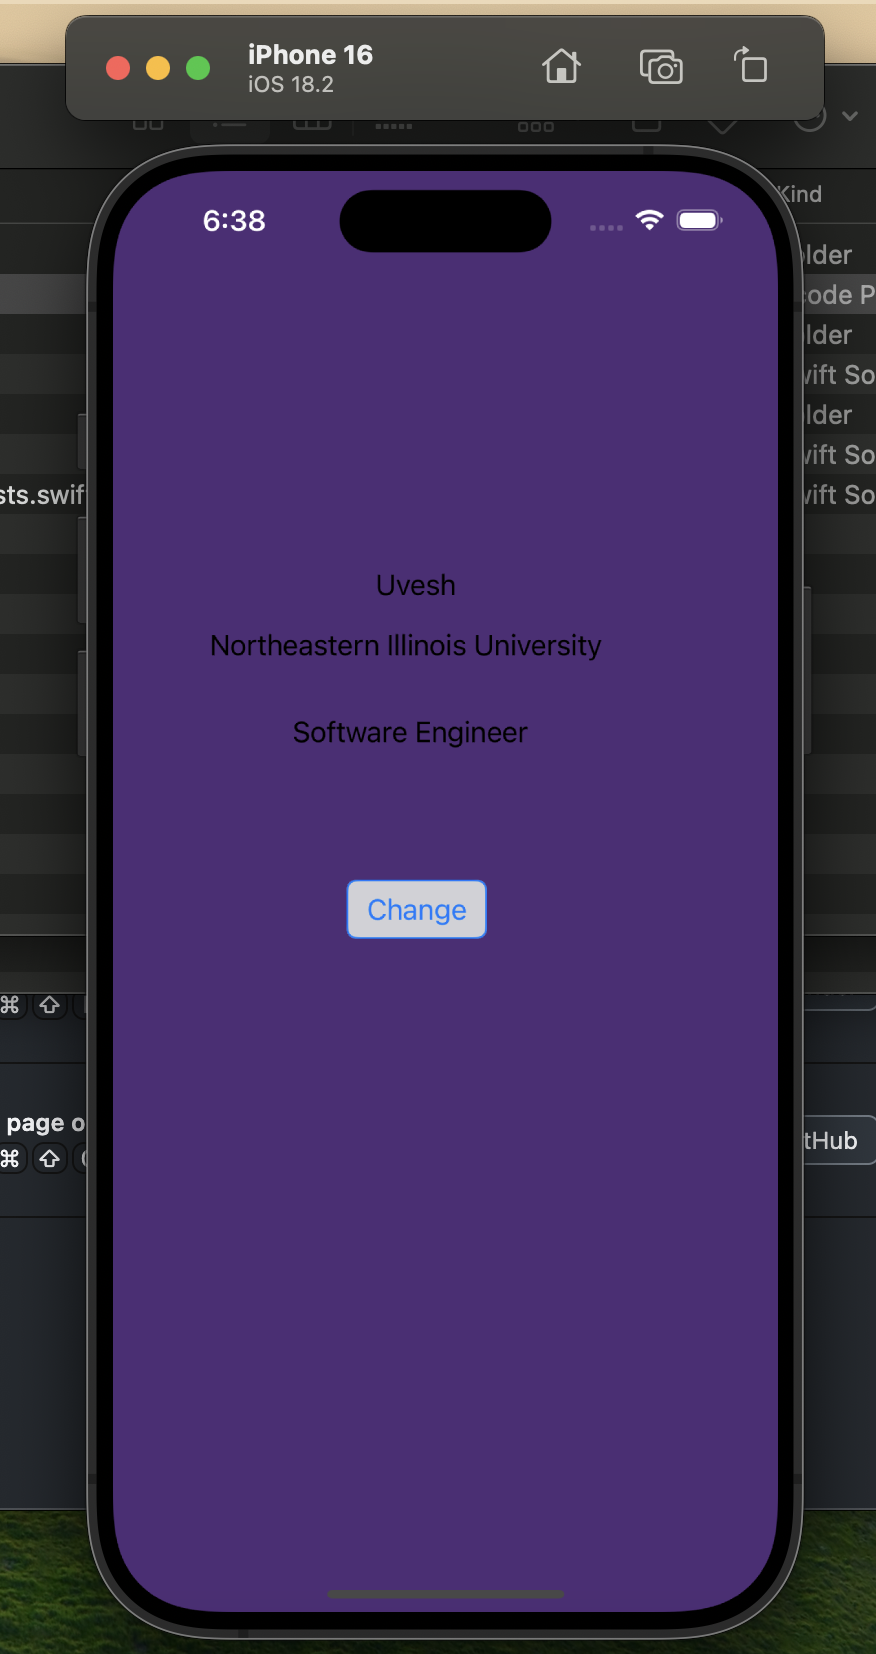 iPhone 16
iOS 18.2
Kind
6:38
lder
code P
lder
ift So
lder
ift So
sts.swif
ift So
Uvesh
Northeastern Illinois University
Software Engineer
Change
⌘ ⇧
page o
⌘ ⇧
tHub